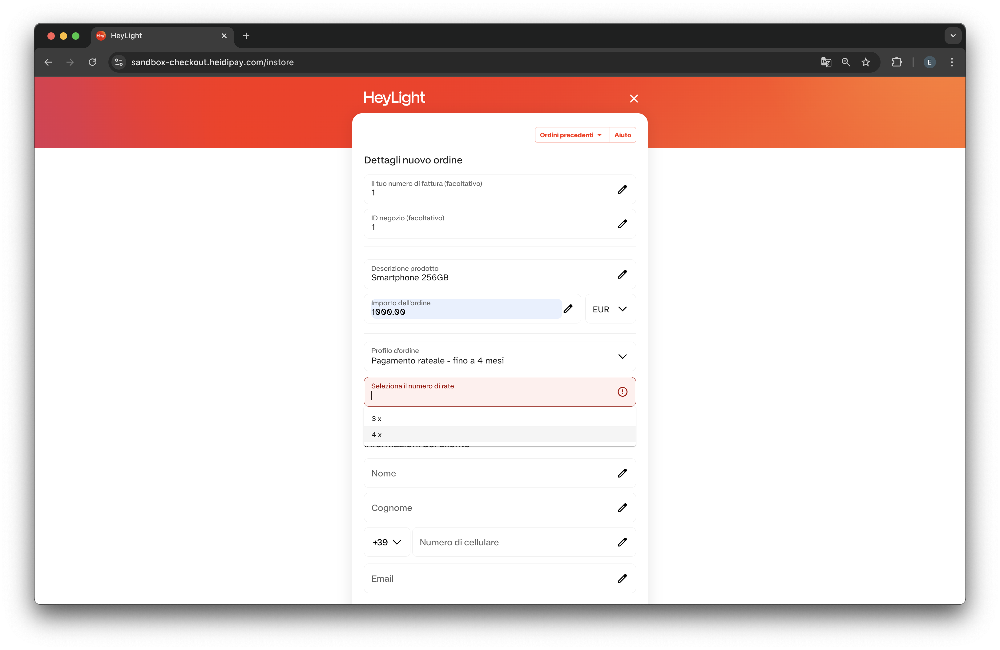 Hey
HeyLight
sandbox-checkout.heidipay.com/instore
E
HeyLight
Ordini precedenti
Aiuto
Dettagli nuovo ordine
Il tuo numero di fattura (facoltativo)
1
ID negozio (facoltativo)
1
Descrizione prodotto
Smartphone 256GB
Importo dell'ordine
1000.00
EUR
Profilo d'ordine
Pagamento rateale - fino a 4 mesi
Seleziona il numero di rate
3 x
4 x
Nome
Cognome
+39
Numero di cellulare
Email